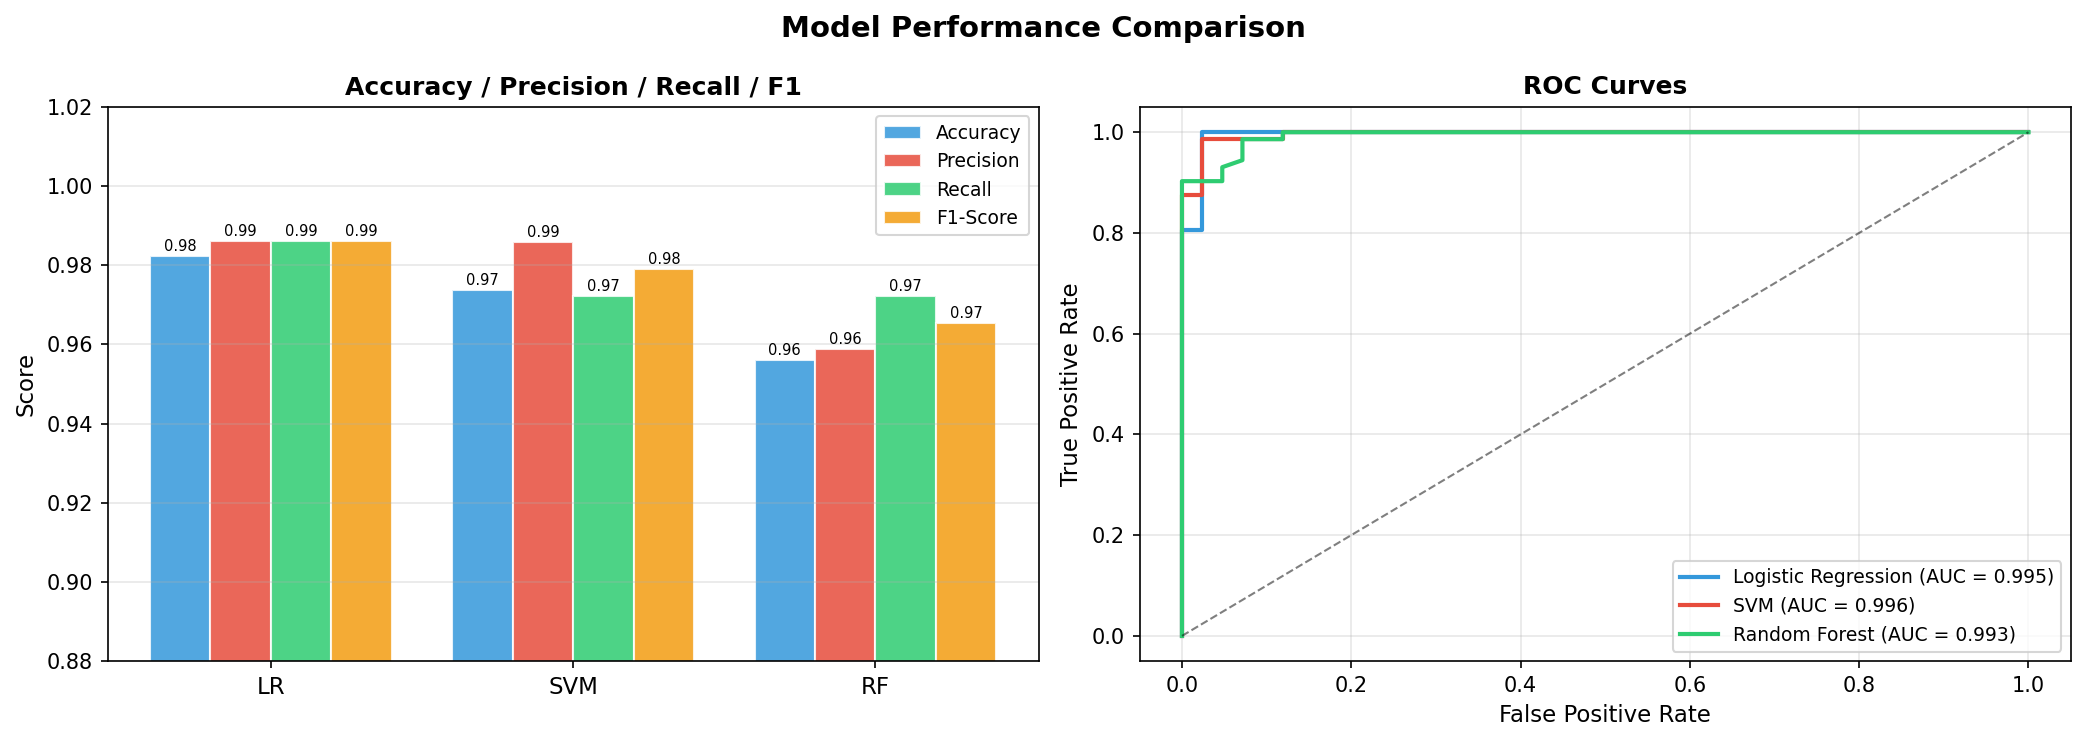 Model Performance Comparison
Accuracy / Precision / Recall / F1
Score
1.02
1.00
0.98
0.96
0.94
0.92
0.90
0.88
Accuracy
Precision
Recall
F1-Score
0.98
0.99
0.99
0.99
0.97
0.99
0.97
0.98
0.96
0.96
0.97
0.97
LR
SVM
RF
ROC Curves
True Positive Rate
1.0
0.8
0.6
0.4
0.2
0.0
Logistic Regression (AUC = 0.995)
SVM (AUC = 0.996)
Random Forest (AUC = 0.993)
0.0
0.2
0.4
0.6
0.8
1.0
False Positive Rate